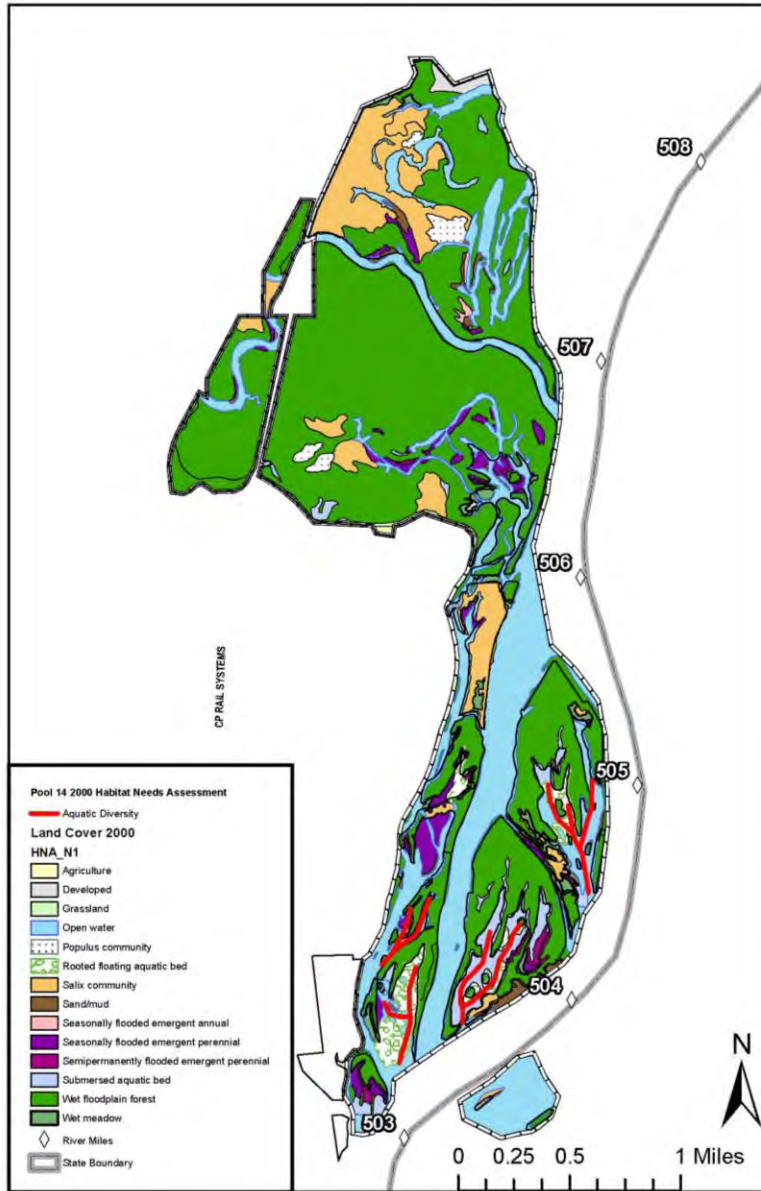 508
507
506
CP RAIL SYSTEMS
505
504
503
Pool 14 2000 Habitat Needs Assessment
Aquatic Diversity
Land Cover 2000
HNA_N1
Agriculture
Developed
Grassland
Open water
Populus community
Rooted floating aquatic bed
Salix community
Sand/mud
Seasonally flooded emergent annual
Seasonally flooded emergent perennial
Semipermanently flooded emergent perennial
Submersed aquatic bed
Wet floodplain forest
Wet meadow
River Miles
State Boundary
N
0 0.25 0.5 1 Miles